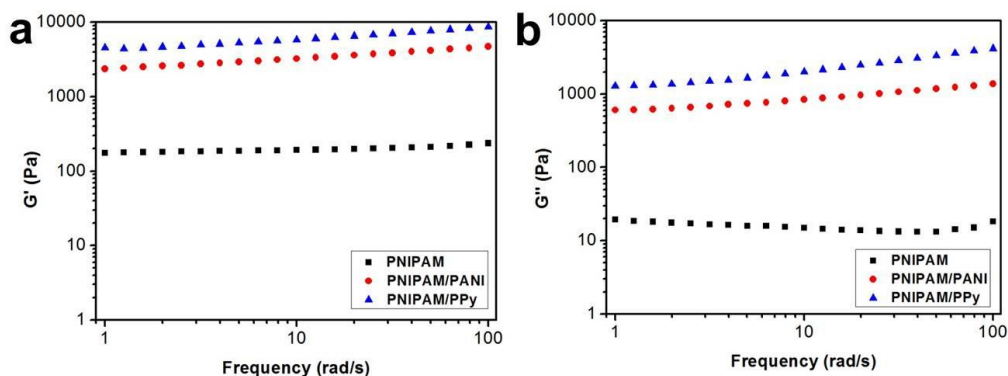 a
G' (Pa)
10000
1000
100
10
1
PNIPAM
PNIPAM/PANI
PNIPAM/PPy
1
10
100
Frequency (rad/s)
b
G'' (Pa)
10000
1000
100
10
1
PNIPAM
PNIPAM/PANI
PNIPAM/PPy
1
10
100
Frequency (rad/s)